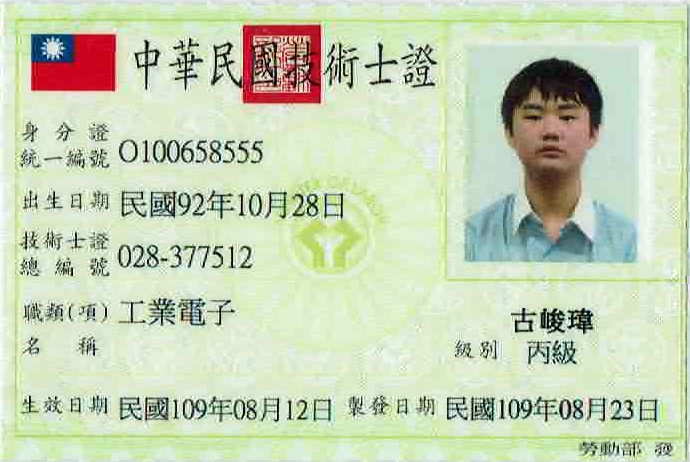 中華民國技術士證
身分證
統一編號 O100658555
出生日期 民國92年10月28日
技術士證
總編號 028-377512
職類(項) 工業電子
名稱
古峻瑋
級別 丙級
生效日期 民國109年08月12日 製發日期 民國109年08月23日
勞動部 發